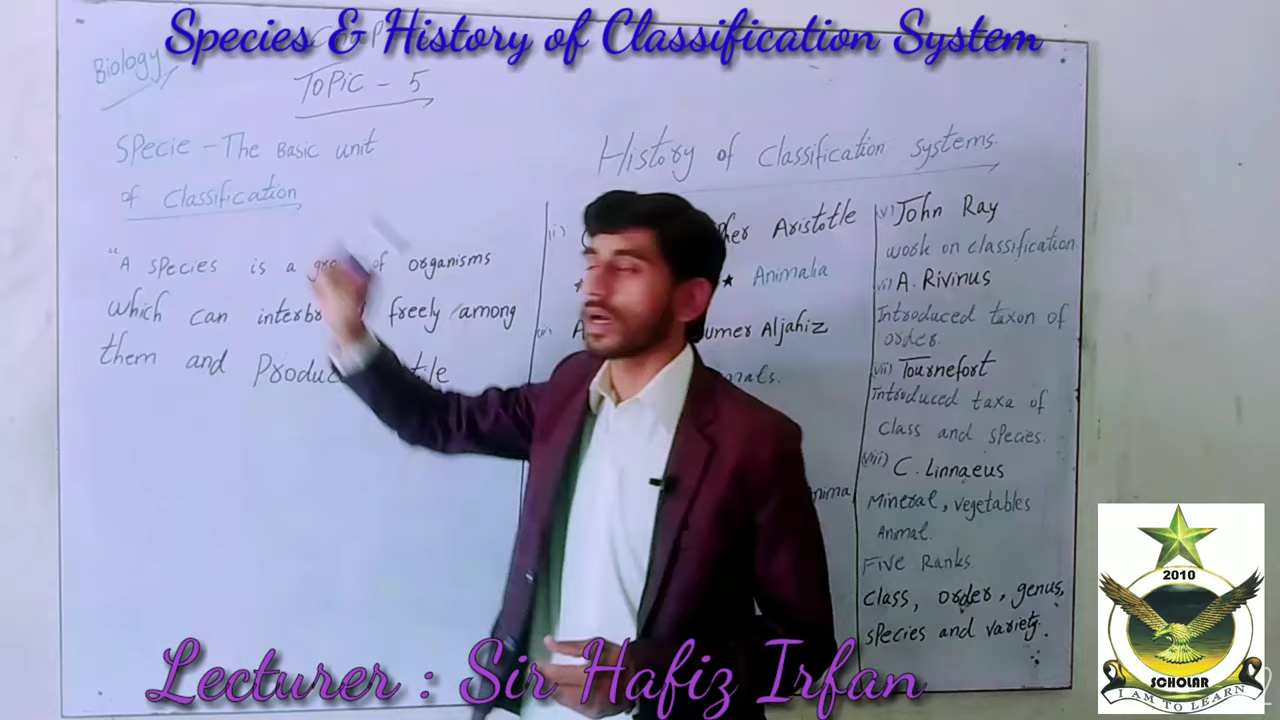 Species & History of Classification System
Biology
Topic - 5
Specie - The Basic unit
of Classification
"A species is a of organisms
which can freely among
them and
History of Classification systems.
ii) Aristotle
★ Animalia
Aljahiz
v) John Ray
work on classification.
vi) A. Rivinus
Introduced taxon of
order.
vii) Tournefort
Introduced taxa of
class and species.
(viii) C. Linnaeus
Mineral, vegetables
Animal.
Five Ranks.
class, order, genus,
species and variety.
Lecturer : Sir Hafiz Irfan
2010
SCHOLAR
I AM TO LEARN